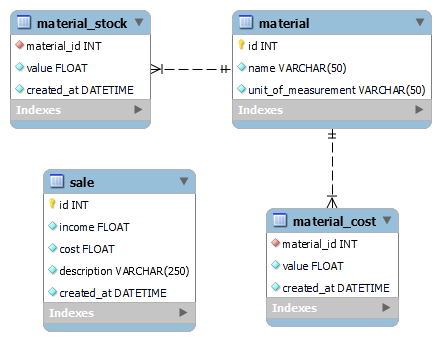 material_stock
material_id INT
value FLOAT
created_at DATETIME
Indexes
material
id INT
name VARCHAR(50)
unit_of_measurement VARCHAR(50)
Indexes
sale
id INT
income FLOAT
cost FLOAT
description VARCHAR(250)
created_at DATETIME
Indexes
material_cost
material_id INT
value FLOAT
created_at DATETIME
Indexes